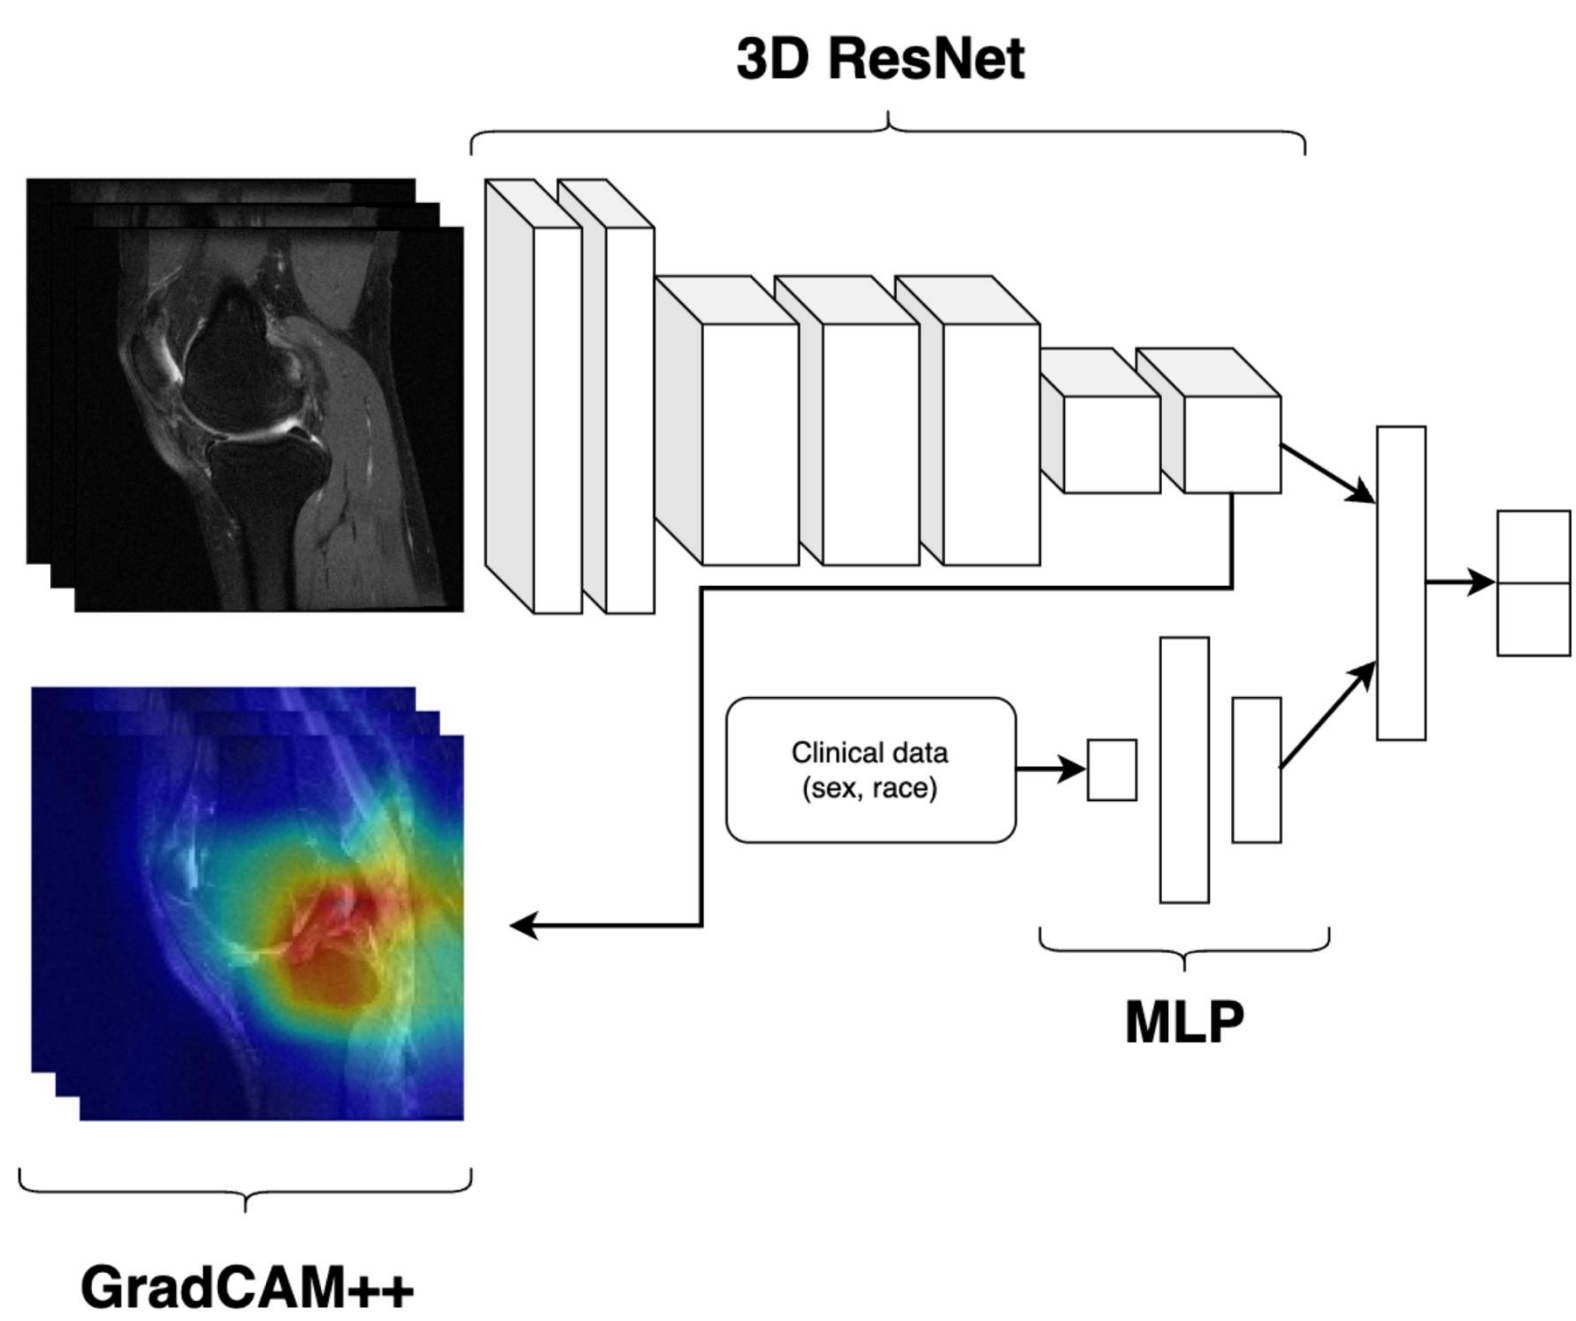 3D ResNet
Clinical data
(sex, race)
MLP
GradCAM++